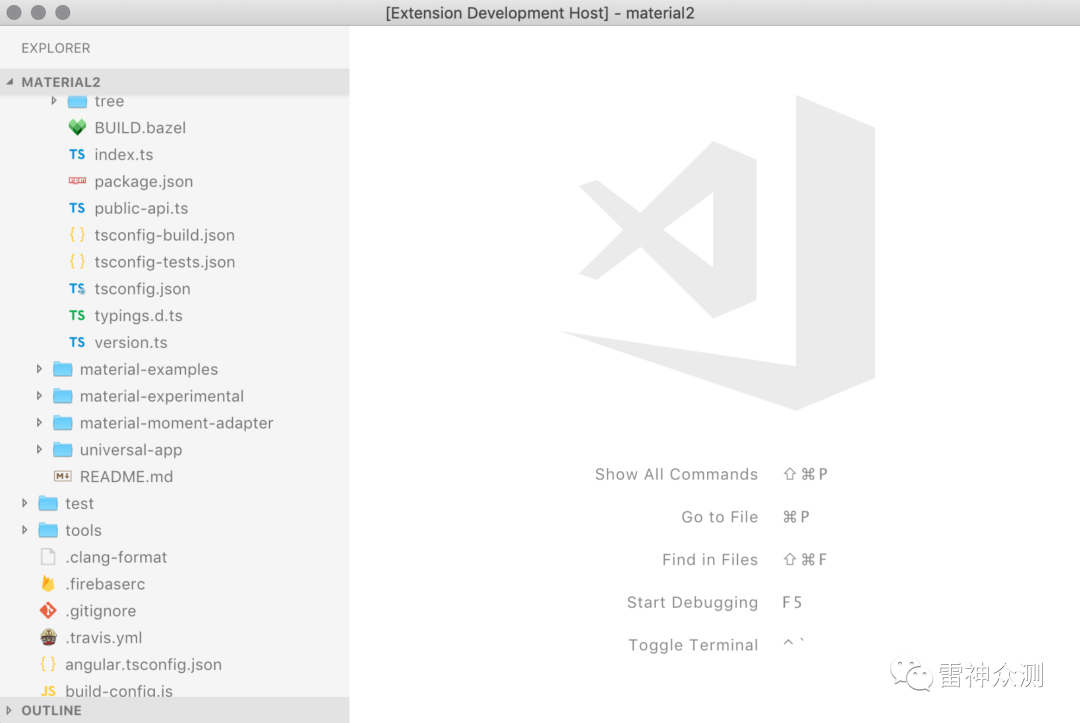 [Extension Development Host] - material2
EXPLORER
MATERIAL2
tree
BUILD.bazel
TS index.ts
npm package.json
TS public-api.ts
{ } tsconfig-build.json
{ } tsconfig-tests.json
TS tsconfig.json
TS typings.d.ts
TS version.ts
material-examples
material-experimental
material-moment-adapter
universal-app
M README.md
test
tools
.clang-format
.firebaserc
.gitignore
.travis.yml
{ } angular.tsconfig.json
JS build-config.js
OUTLINE
Show All Commands ⇧⌘P
Go to File ⌘P
Find in Files ⇧⌘F
Start Debugging F5
Toggle Terminal ^`
雷神众测